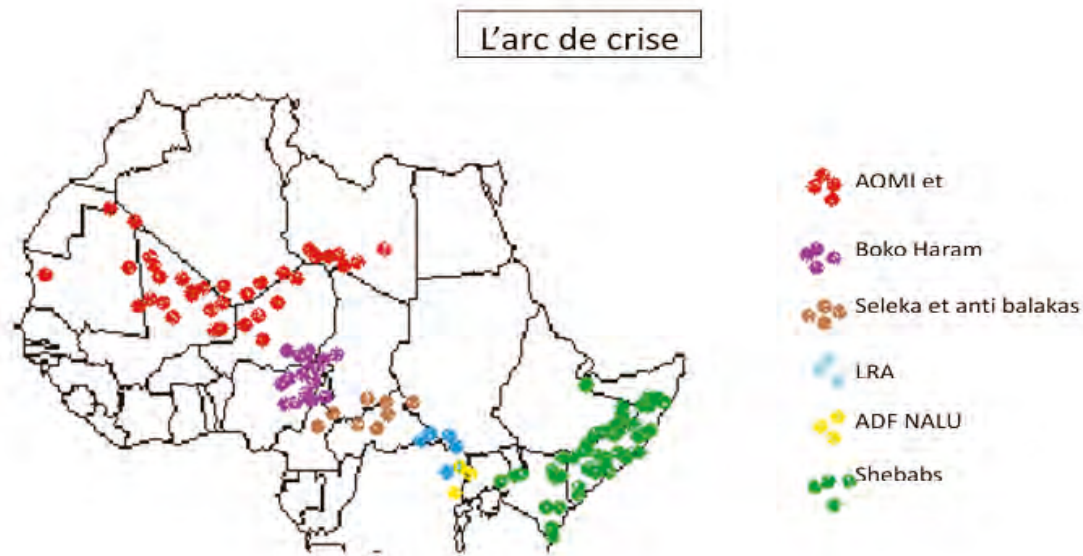 L'arc de crise
AQMI et
Boko Haram
Seleka et anti balakas
LRA
ADF NALU
Shebabs